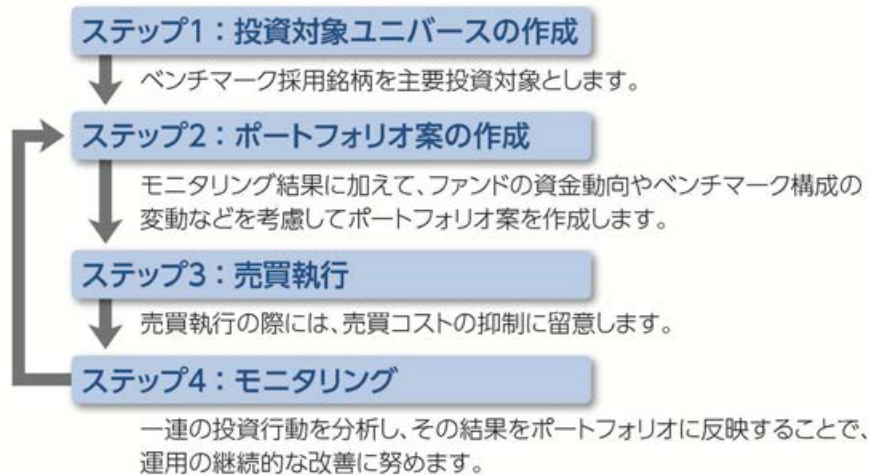 ステップ1：投資対象ユニバースの作成
ベンチマーク採用銘柄を主要投資対象とします。
ステップ2：ポートフォリオ案の作成
モニタリング結果に加えて、ファンドの資金動向やベンチマーク構成の
変動などを考慮してポートフォリオ案を作成します。
ステップ3：売買執行
売買執行の際には、売買コストの抑制に留意します。
ステップ4：モニタリング
一連の投資行動を分析し、その結果をポートフォリオに反映することで、
運用の継続的な改善に努めます。